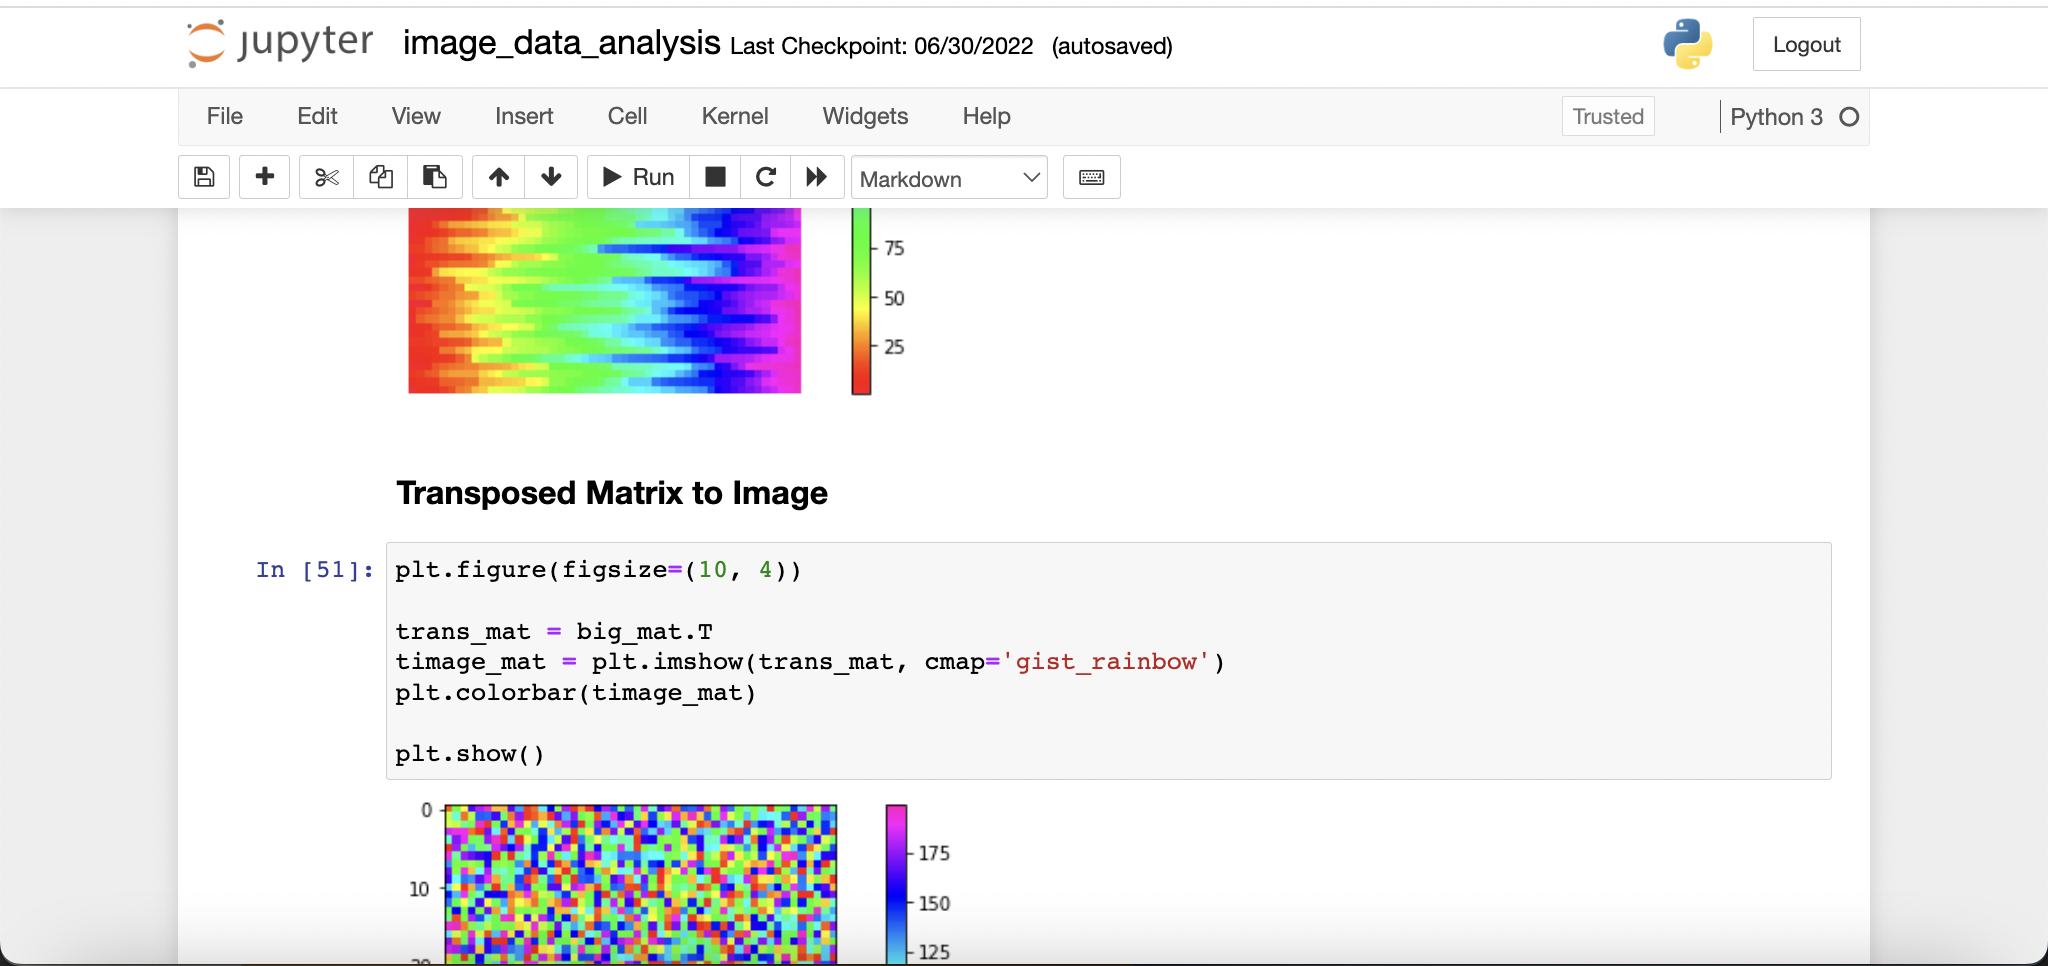 jupyter image_data_analysis Last Checkpoint: 06/30/2022 (autosaved) Logout
File Edit View Insert Cell Kernel Widgets Help Trusted Python 3
Run Markdown
75
50
25
Transposed Matrix to Image
In [51]: plt.figure(figsize=(10, 4))
trans_mat = big_mat.T
timage_mat = plt.imshow(trans_mat, cmap='gist_rainbow')
plt.colorbar(timage_mat)
plt.show()
0
175
10
150
125